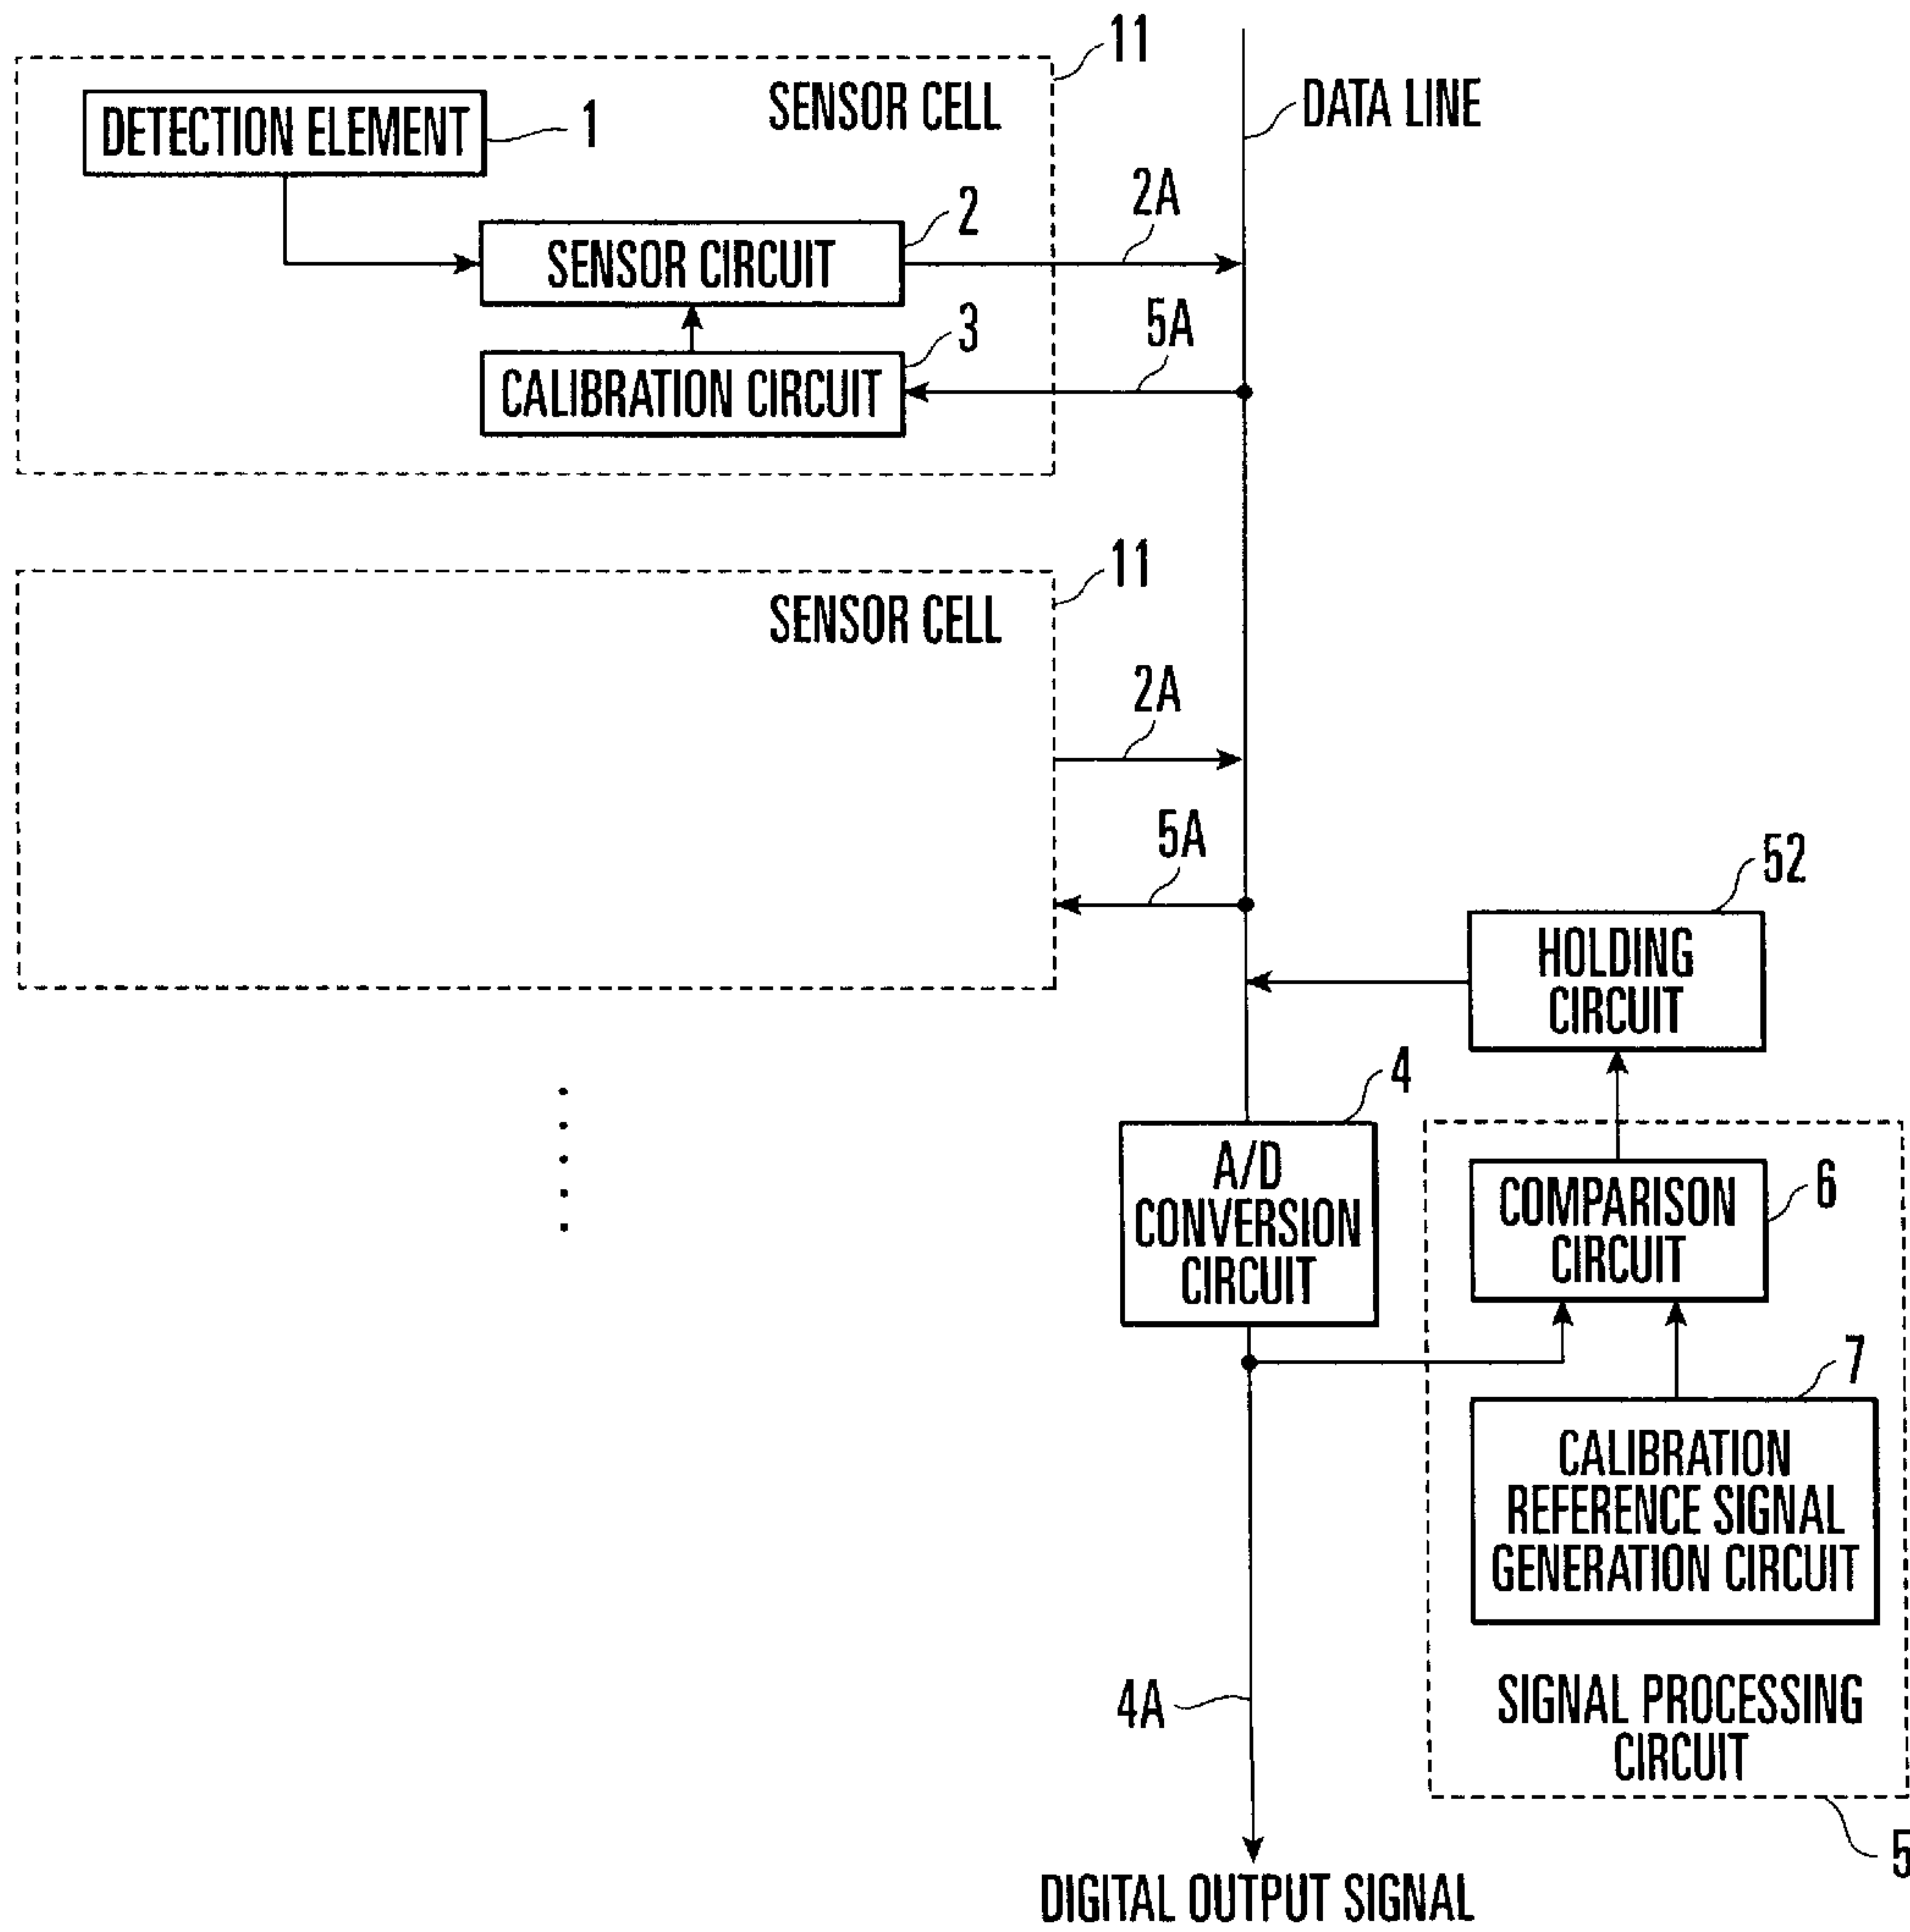 11
SENSOR CELL
DATA LINE
DETECTION ELEMENT
1
2
2A
SENSOR CIRCUIT
3
5A
CALIBRATION CIRCUIT
11
SENSOR CELL
2A
5A
52
HOLDING
CIRCUIT
4
A/D
CONVERSION
CIRCUIT
COMPARISON
CIRCUIT
6
7
CALIBRATION
REFERENCE SIGNAL
GENERATION CIRCUIT
4A
SIGNAL PROCESSING
CIRCUIT
5
DIGITAL OUTPUT SIGNAL